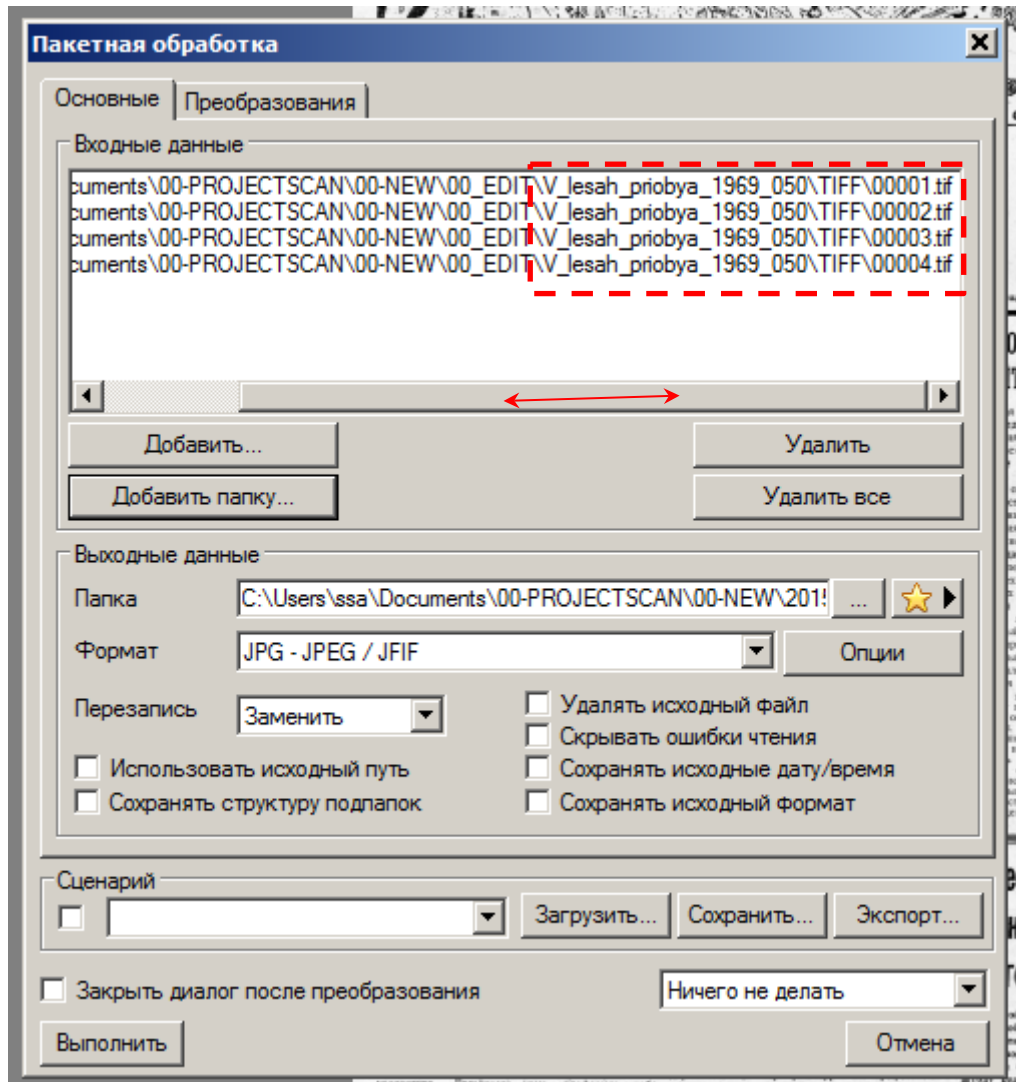 Пакетная обработка
Основные Преобразования
Входные данные
cuments\00-PROJECTSCAN\00-NEW\00_EDIT\V_lesah_priobya_1969_050\TIFF\00001.tif
cuments\00-PROJECTSCAN\00-NEW\00_EDIT\V_lesah_priobya_1969_050\TIFF\00002.tif
cuments\00-PROJECTSCAN\00-NEW\00_EDIT\V_lesah_priobya_1969_050\TIFF\00003.tif
cuments\00-PROJECTSCAN\00-NEW\00_EDIT\V_lesah_priobya_1969_050\TIFF\00004.tif
Добавить... Удалить
Добавить папку... Удалить все
Выходные данные
Папка C:\Users\ssa\Documents\00-PROJECTSCAN\00-NEW\2015 ...
Формат JPG - JPEG / JFIF Опции
Перезапись Заменить Удалять исходный файл
Скрывать ошибки чтения
Использовать исходный путь Сохранять исходные дату/время
Сохранять структуру подпапок Сохранять исходный формат
Сценарий
Загрузить... Сохранить... Экспорт...
Закрыть диалог после преобразования Ничего не делать
Выполнить Отмена